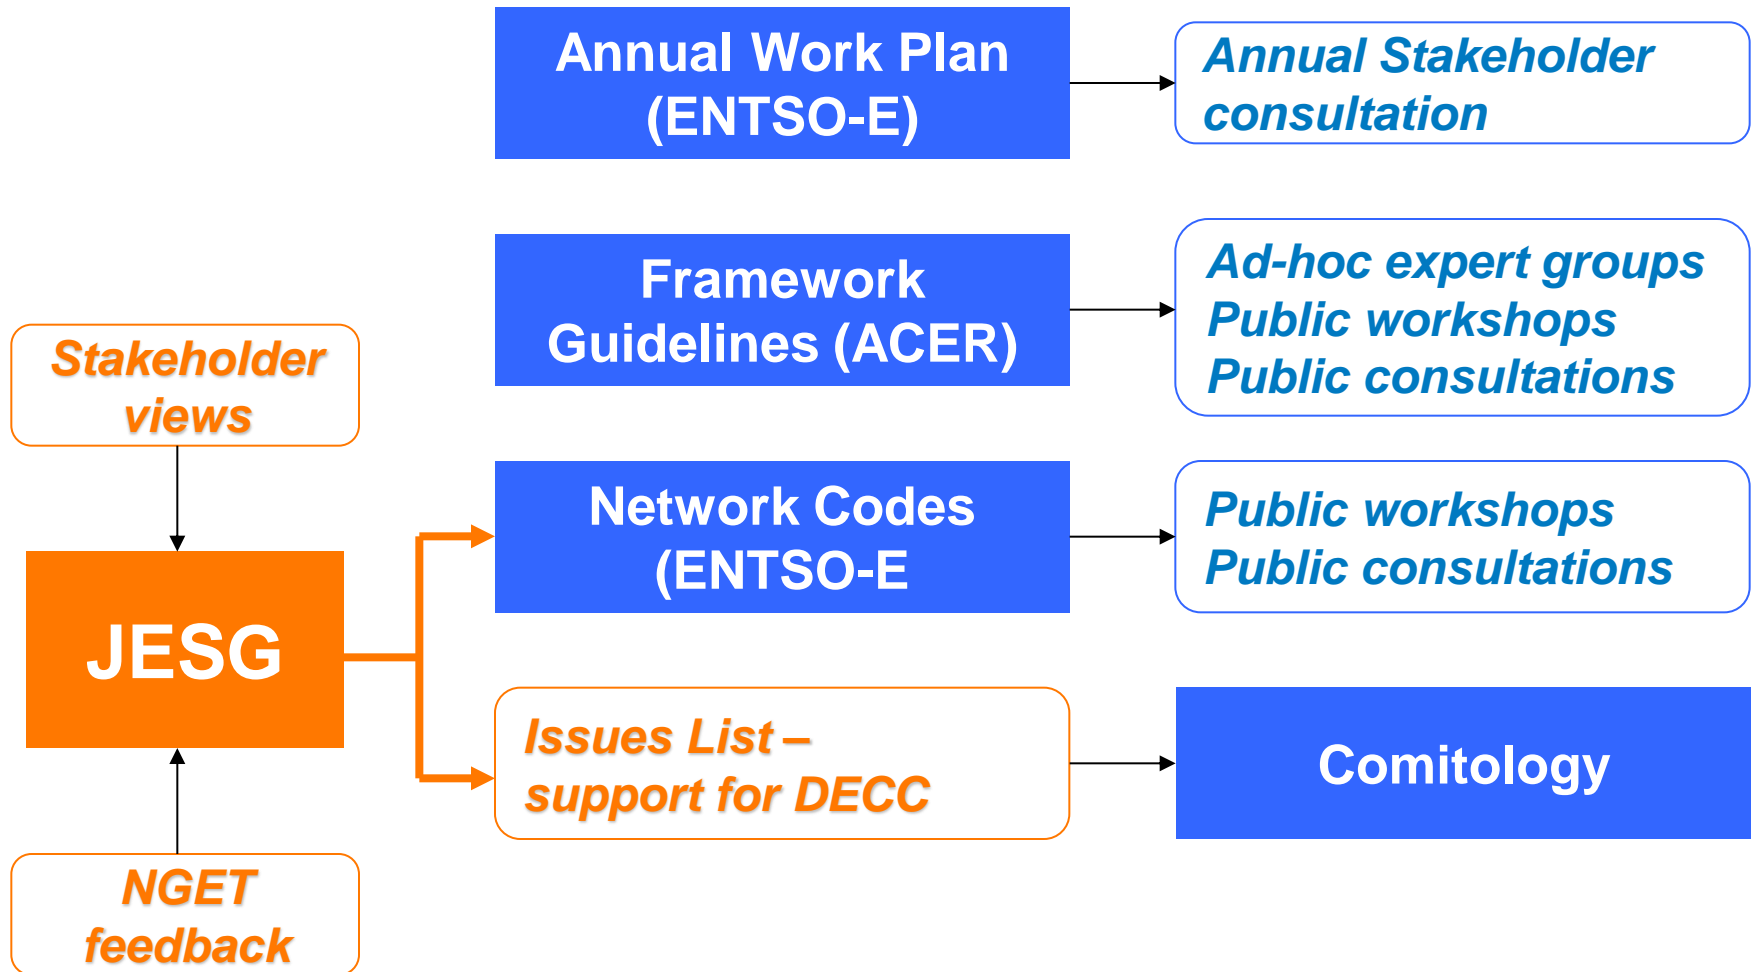 Annual Work Plan
(ENTSO-E)
Annual Stakeholder
consultation
Framework
Guidelines (ACER)
Ad-hoc expert groups
Public workshops
Public consultations
Stakeholder
views
Network Codes
(ENTSO-E
Public workshops
Public consultations
JESG
Issues List –
support for DECC
Comitology
NGET
feedback